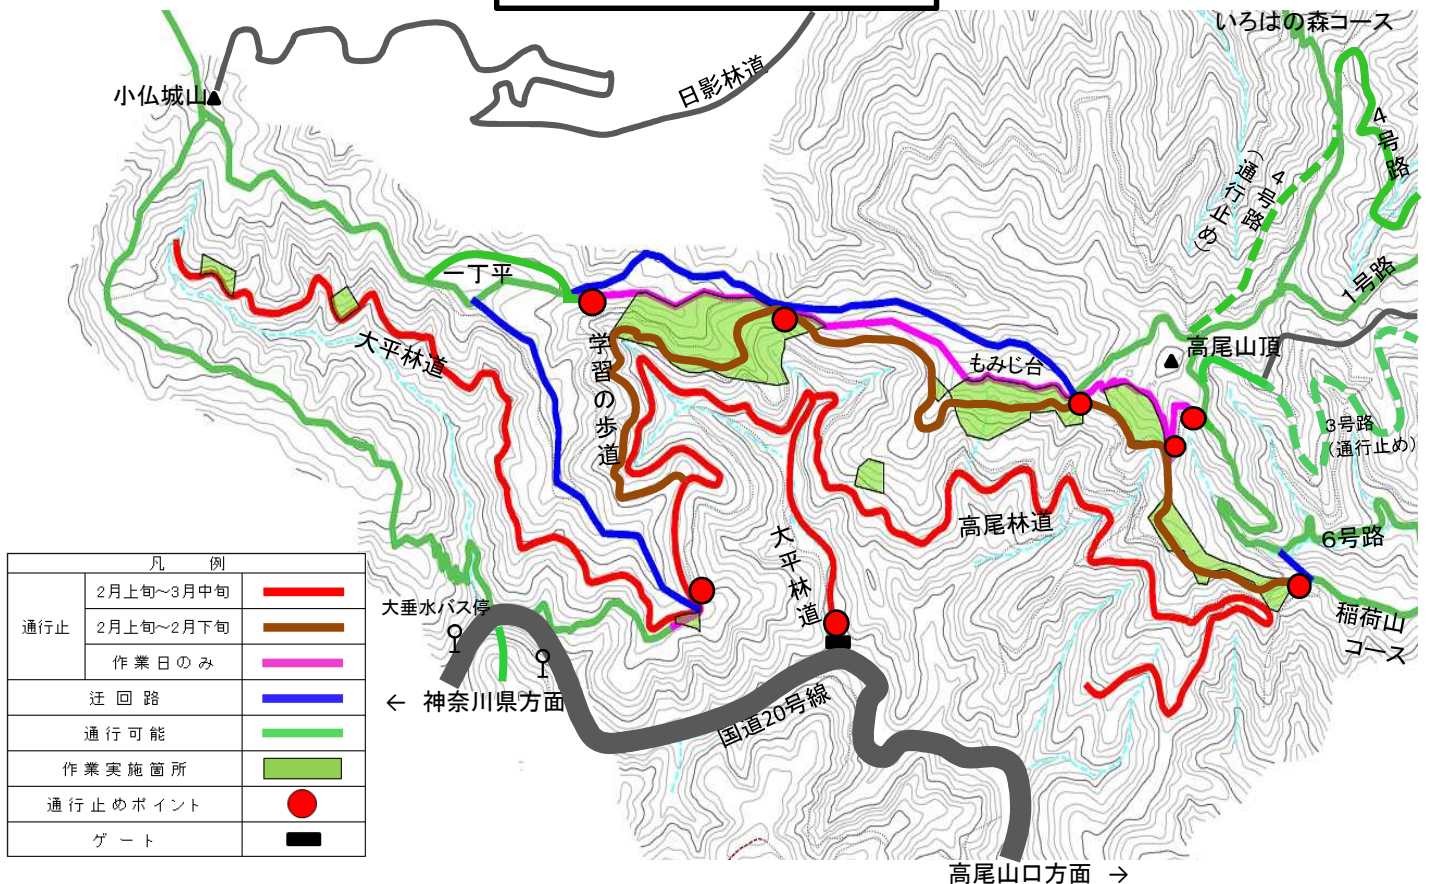 いろはの森コース
小仏城山
日影林道
4号路
4号路
(通行止め)
一丁平
1号路
大平林道
学習の歩道
もみじ台
高尾山頂
3号路
(通行止め)
高尾林道
大平林道
6号路
稲荷山
コース
大垂水バス停
← 神奈川県方面
国道20号線
高尾山口方面 →
凡 例
通行止
2月上旬～3月中旬
2月上旬～2月下旬
作業日のみ
迂回路
通行可能
作業実施箇所
通行止めポイント
ゲート